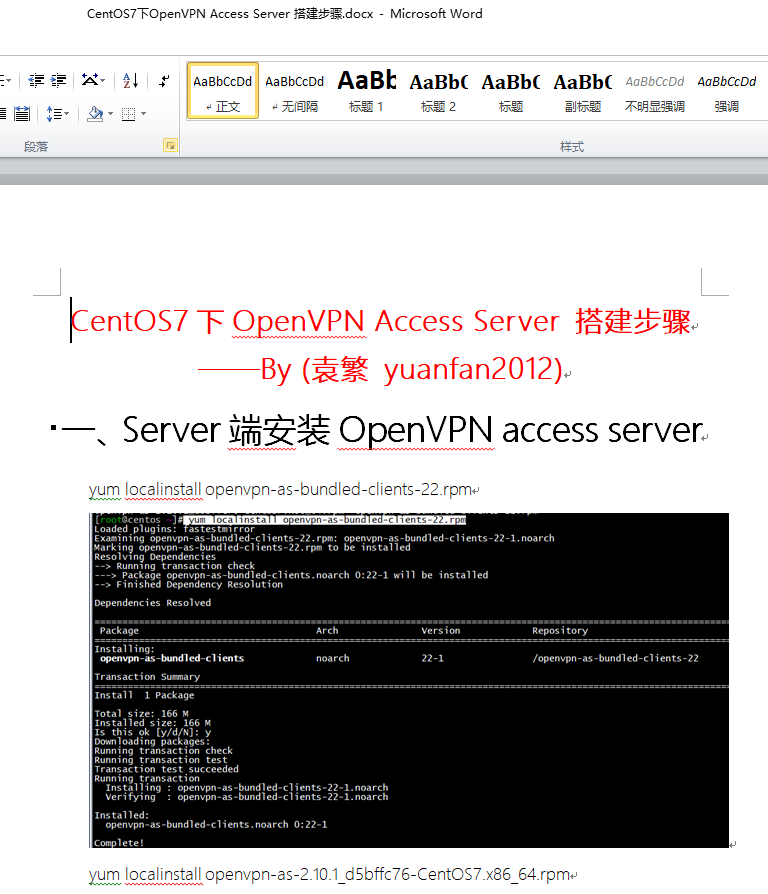 CentOS7下OpenVPN Access Server 搭建步骤.docx - Microsoft Word
AaBbCcDd AaBbCcDd AaBb AaBbC AaBbC AaBbC AaBbCcDd AaBbCcDd
正文 无间隔 标题 1 标题 2 标题 副标题 不明显强调 强调
段落 样式
CentOS7 下 OpenVPN Access Server 搭建步骤
——By (袁繁 yuanfan2012)
一、Server 端安装 OpenVPN access server
yum localinstall openvpn-as-bundled-clients-22.rpm
[root@centos ~]# yum localinstall openvpn-as-bundled-clients-22.rpm
Loaded plugins: fastestmirror
Examining openvpn-as-bundled-clients-22.rpm: openvpn-as-bundled-clients-22-1.noarch
Marking openvpn-as-bundled-clients-22.rpm to be installed
Resolving Dependencies
--> Running transaction check
---> Package openvpn-as-bundled-clients.noarch 0:22-1 will be installed
--> Finished Dependency Resolution
Dependencies Resolved
Package Arch Version Repository
Installing:
openvpn-as-bundled-clients noarch 22-1 /openvpn-as-bundled-clients-22
Transaction Summary
Install 1 Package
Total size: 166 M
Installed size: 166 M
Is this ok [y/d/N]: y
Downloading packages:
Running transaction check
Running transaction test
Transaction test succeeded
Running transaction
Installing : openvpn-as-bundled-clients-22-1.noarch
Verifying : openvpn-as-bundled-clients-22-1.noarch
Installed:
openvpn-as-bundled-clients.noarch 0:22-1
Complete!
yum localinstall openvpn-as-2.10.1_d5bffc76-CentOS7.x86_64.rpm